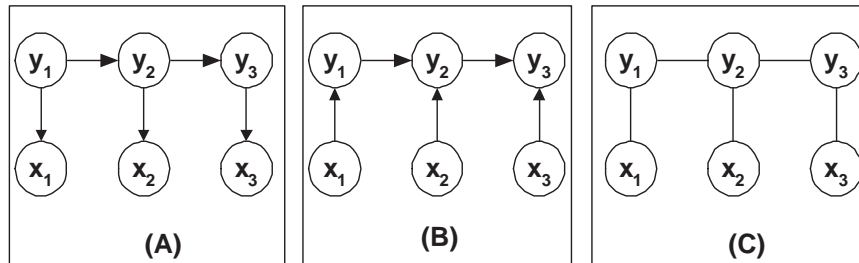 y1 y2 y3 y1 y2 y3 y1 y2 y3
x1 x2 x3 x1 x2 x3 x1 x2 x3
(A) (B) (C)